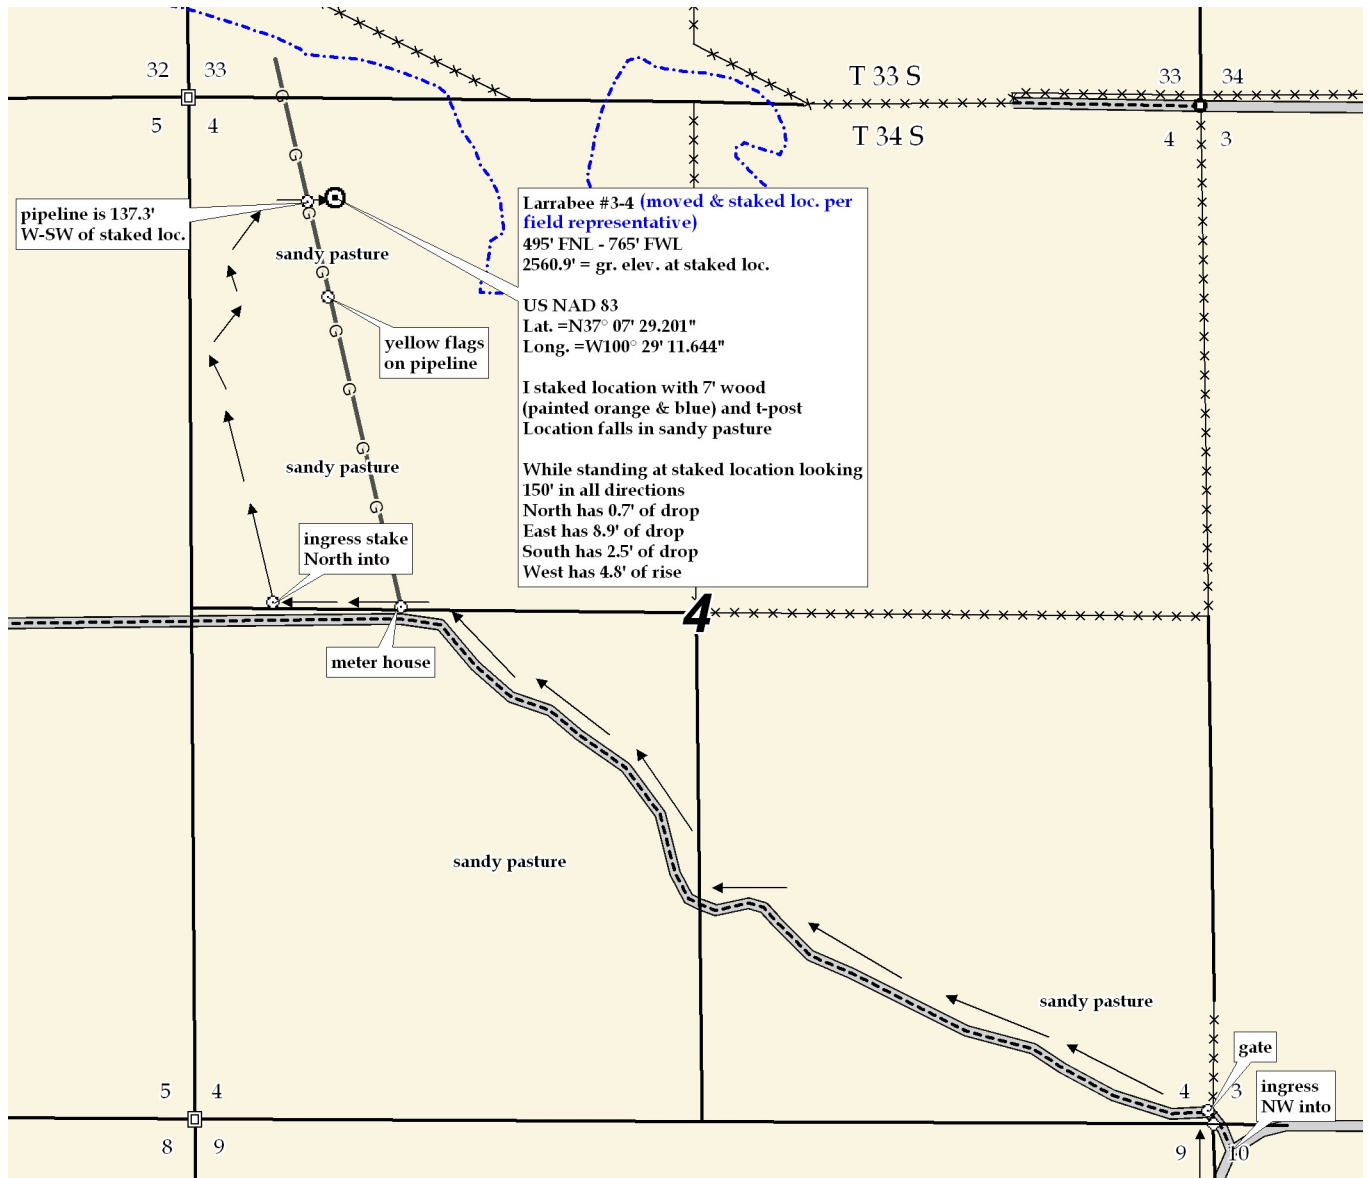 32 33
T 33 S
33 34
5 4
T 34 S
4 3
pipeline is 137.3'
W-SW of staked loc.
G
G
G
G
G
G
G
G
sandy pasture
Larrabee #3-4 (moved & staked loc. per
field representative)
495' FNL - 765' FWL
2560.9' = gr. elev. at staked loc.
US NAD 83
Lat. =N37° 07' 29.201"
Long. =W100° 29' 11.644"
I staked location with 7' wood
(painted orange & blue) and t-post
Location falls in sandy pasture
While standing at staked location looking
150' in all directions
North has 0.7' of drop
East has 8.9' of drop
South has 2.5' of drop
West has 4.8' of rise
yellow flags
on pipeline
sandy pasture
ingress stake
North into
4
meter house
sandy pasture
sandy pasture
gate
5 4
4 3
ingress
NW into
8 9
9 10